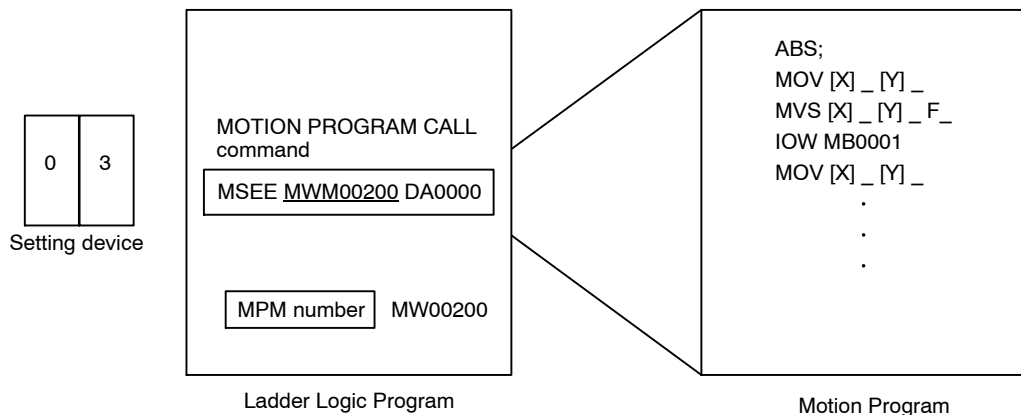 0 3
Setting device
MOTION PROGRAM CALL
command
MSEE MWM00200 DA0000
MPM number MW00200
Ladder Logic Program
ABS;
MOV [X] _ [Y] _
MVS [X] _ [Y] _ F_
IOW MB0001
MOV [X] _ [Y] _
.
.
.
Motion Program